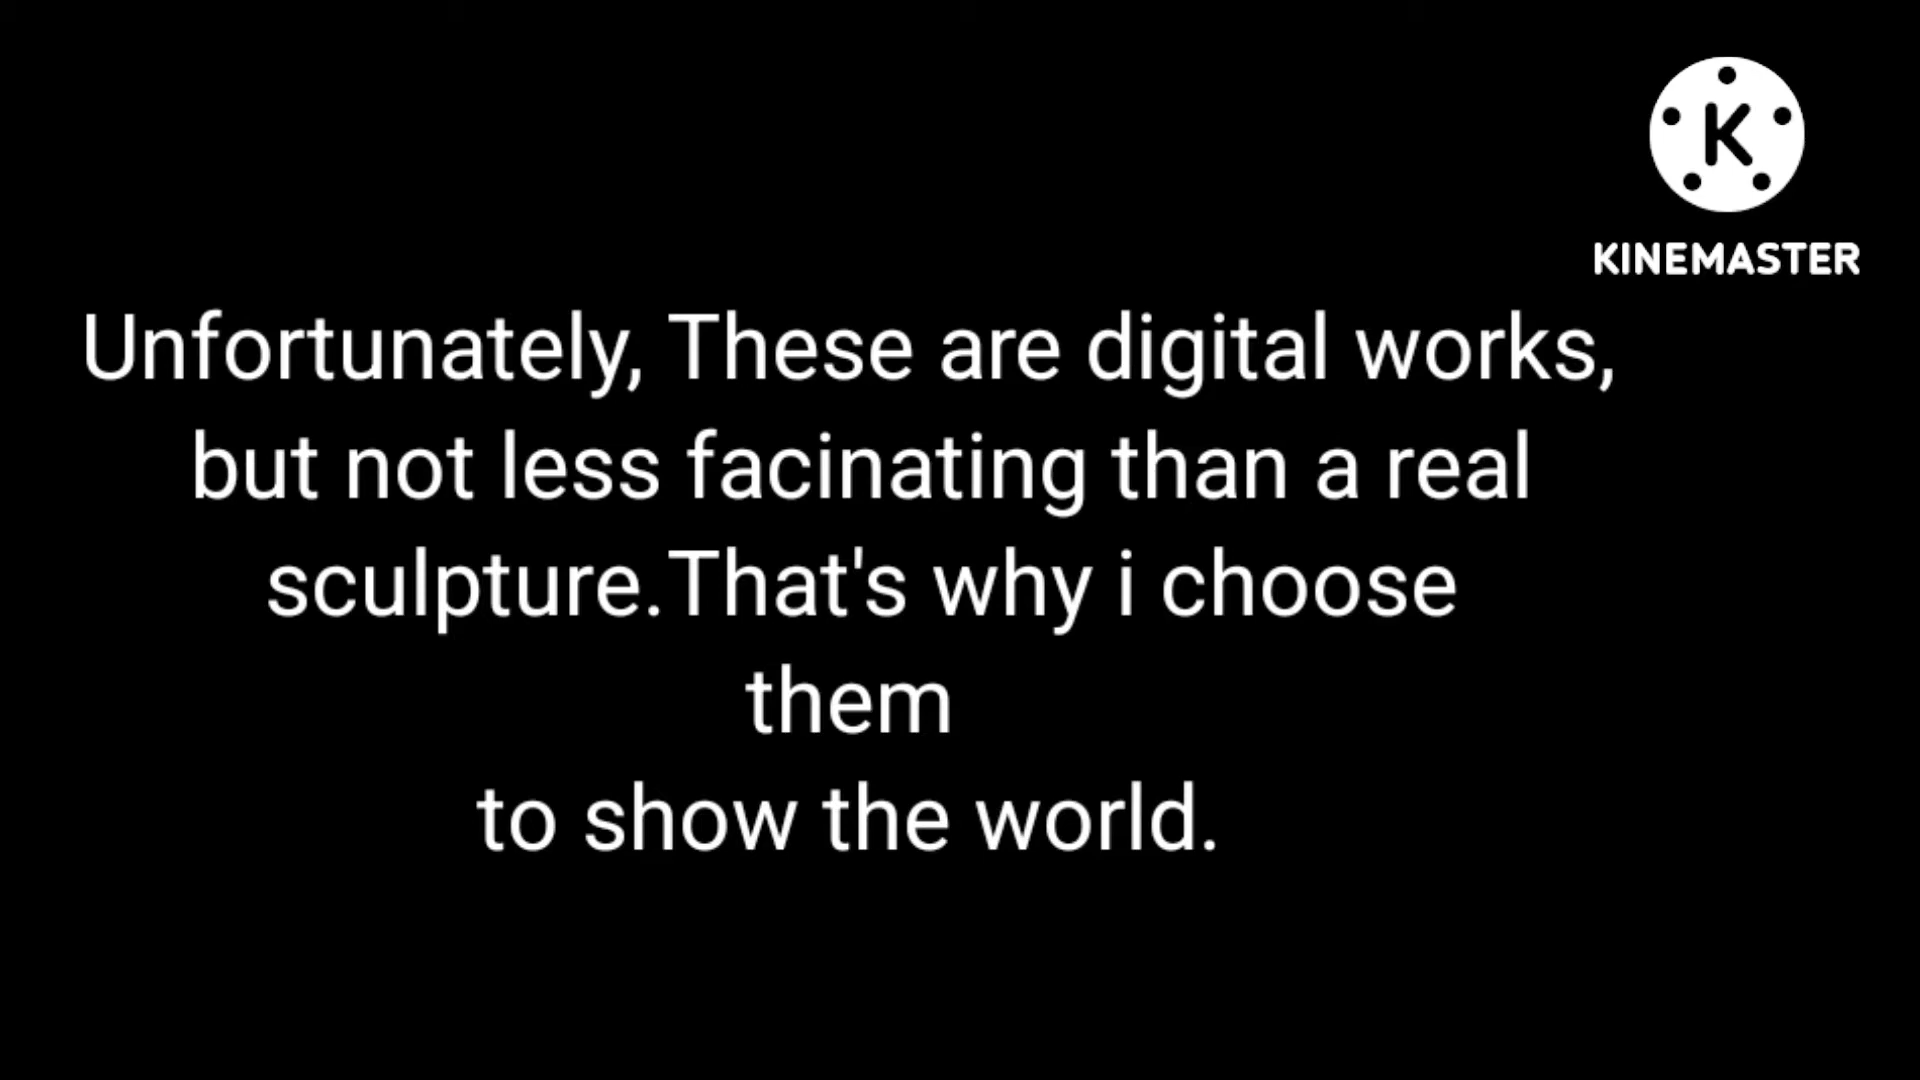 K
KINEMASTER
Unfortunately, These are digital works,
but not less facinating than a real
sculpture.That's why i choose
them
to show the world.